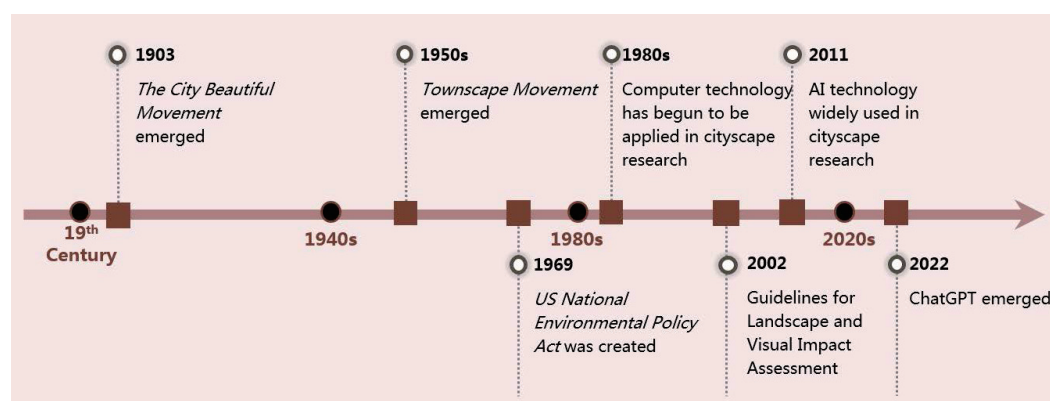 1903
The City Beautiful
Movement
emerged
1950s
Townscape Movement
emerged
1980s
Computer technology
has begun to be
applied in cityscape
research
2011
AI technology
widely used in
cityscape
research
19th
Century
1940s
1980s
2020s
1969
US National
Environmental Policy
Act was created
2002
Guidelines for
Landscape and
Visual Impact
Assessment
2022
ChatGPT emerged